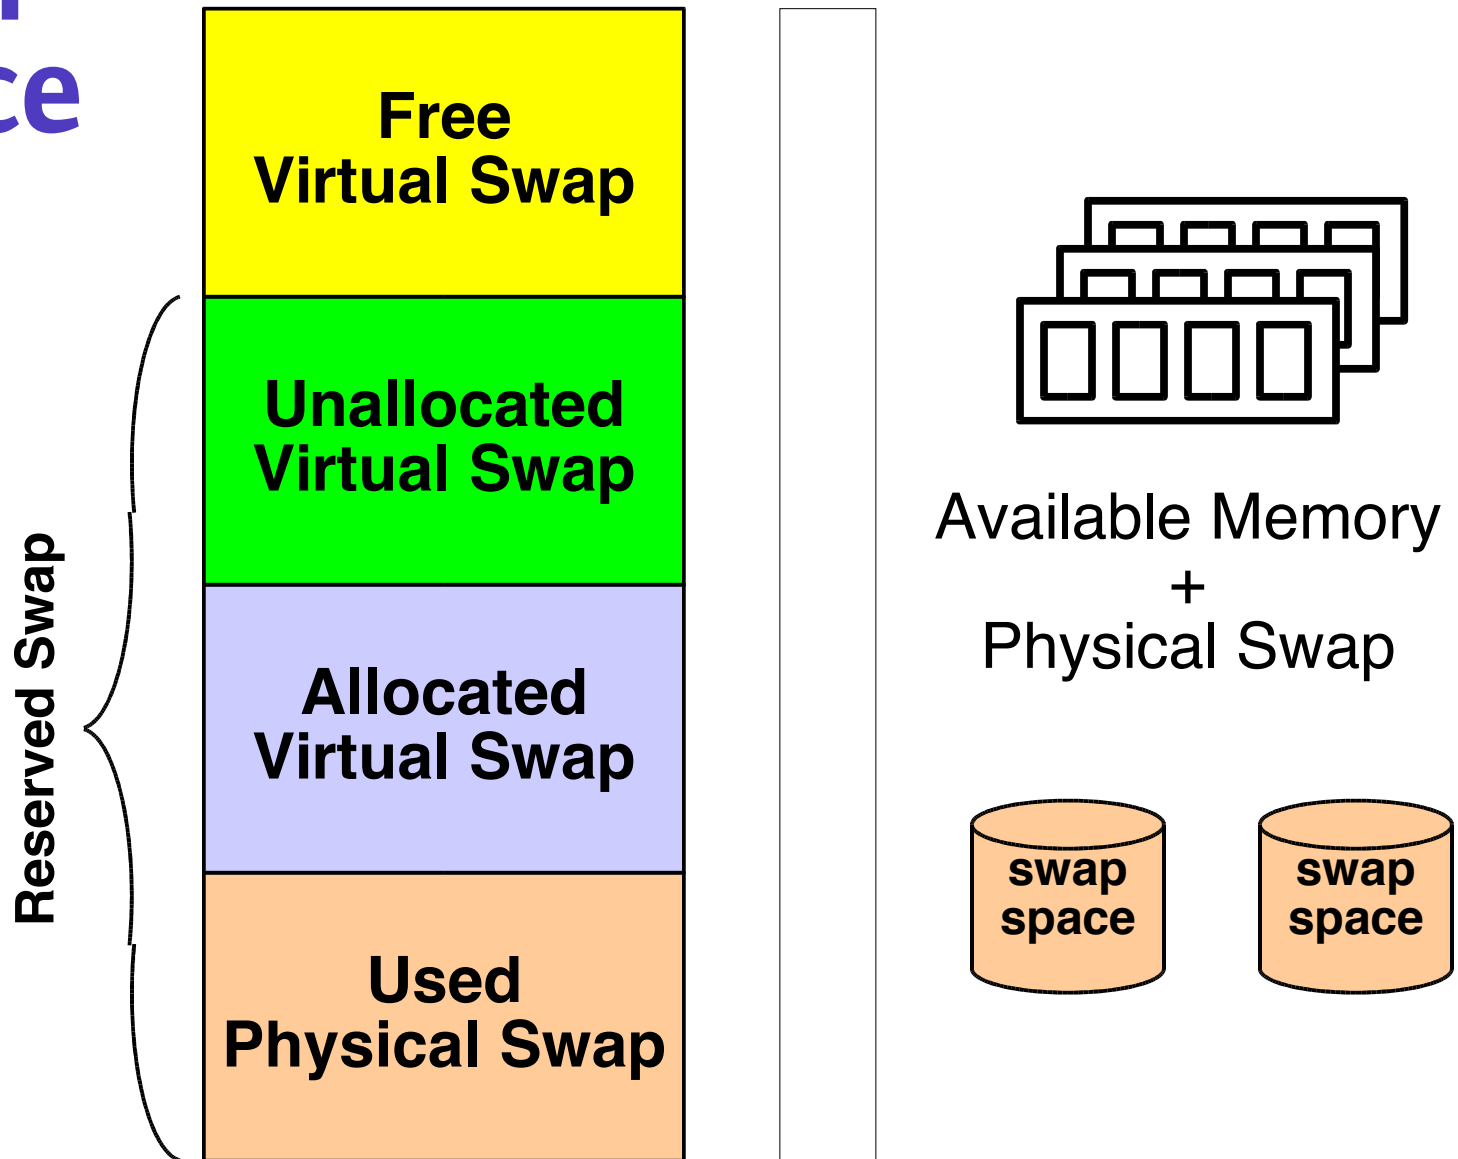 Free
Virtual Swap
Unallocated
Virtual Swap
Allocated
Virtual Swap
Used
Physical Swap
Reserved Swap
Available Memory
+
Physical Swap
swap
space
swap
space